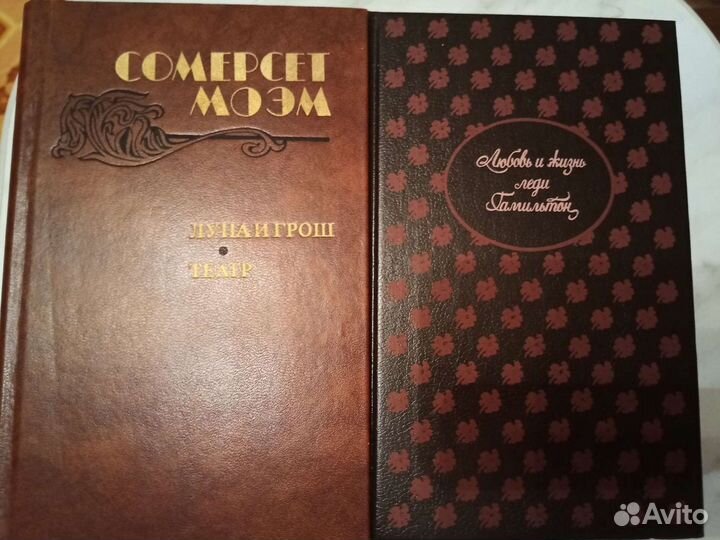 СОМЕРСЕТ
МОЭМ
ЛУНА И ГРОШ
ТЕАТР
Любовь и жизнь
леди
Гамильтон
Avito